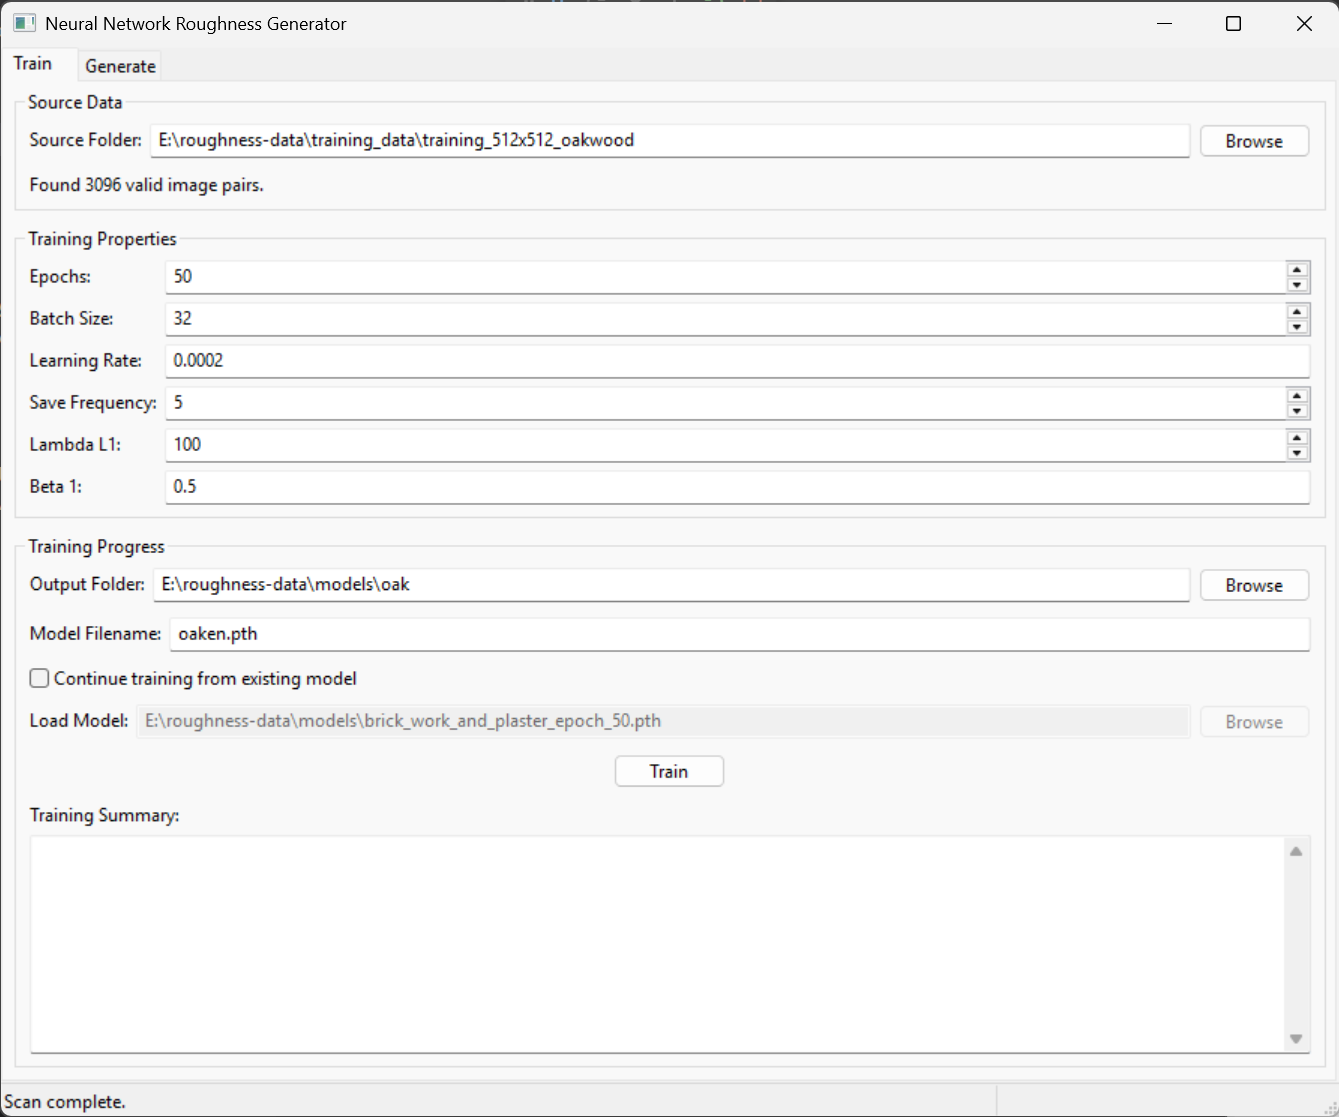 Neural Network Roughness Generator
Train Generate
Source Data
Source Folder: E:\roughness-data\training_data\training_512x512_oakwood Browse
Found 3096 valid image pairs.
Training Properties
Epochs: 50
Batch Size: 32
Learning Rate: 0.0002
Save Frequency: 5
Lambda L1: 100
Beta 1: 0.5
Training Progress
Output Folder: E:\roughness-data\models\oak Browse
Model Filename: oaken.pth
Continue training from existing model
Load Model: E:\roughness-data\models\brick_work_and_plaster_epoch_50.pth Browse
Train
Training Summary:
Scan complete.